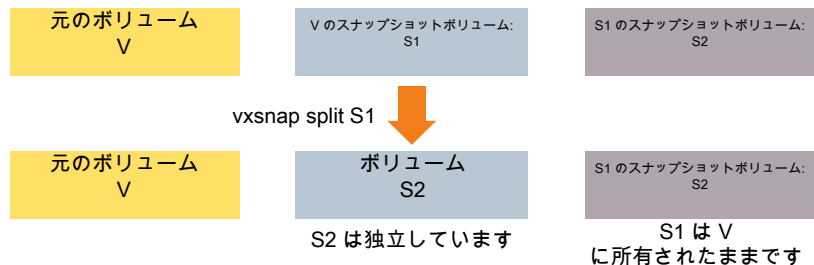 元のボリューム
V
V のスナップショットボリューム:
S1
S1 のスナップショットボリューム:
S2
vxsnap split S1
元のボリューム
V
ボリューム
S2
S1 のスナップショットボリューム:
S2
S2 は独立しています
S1 は V
に所有されたままです